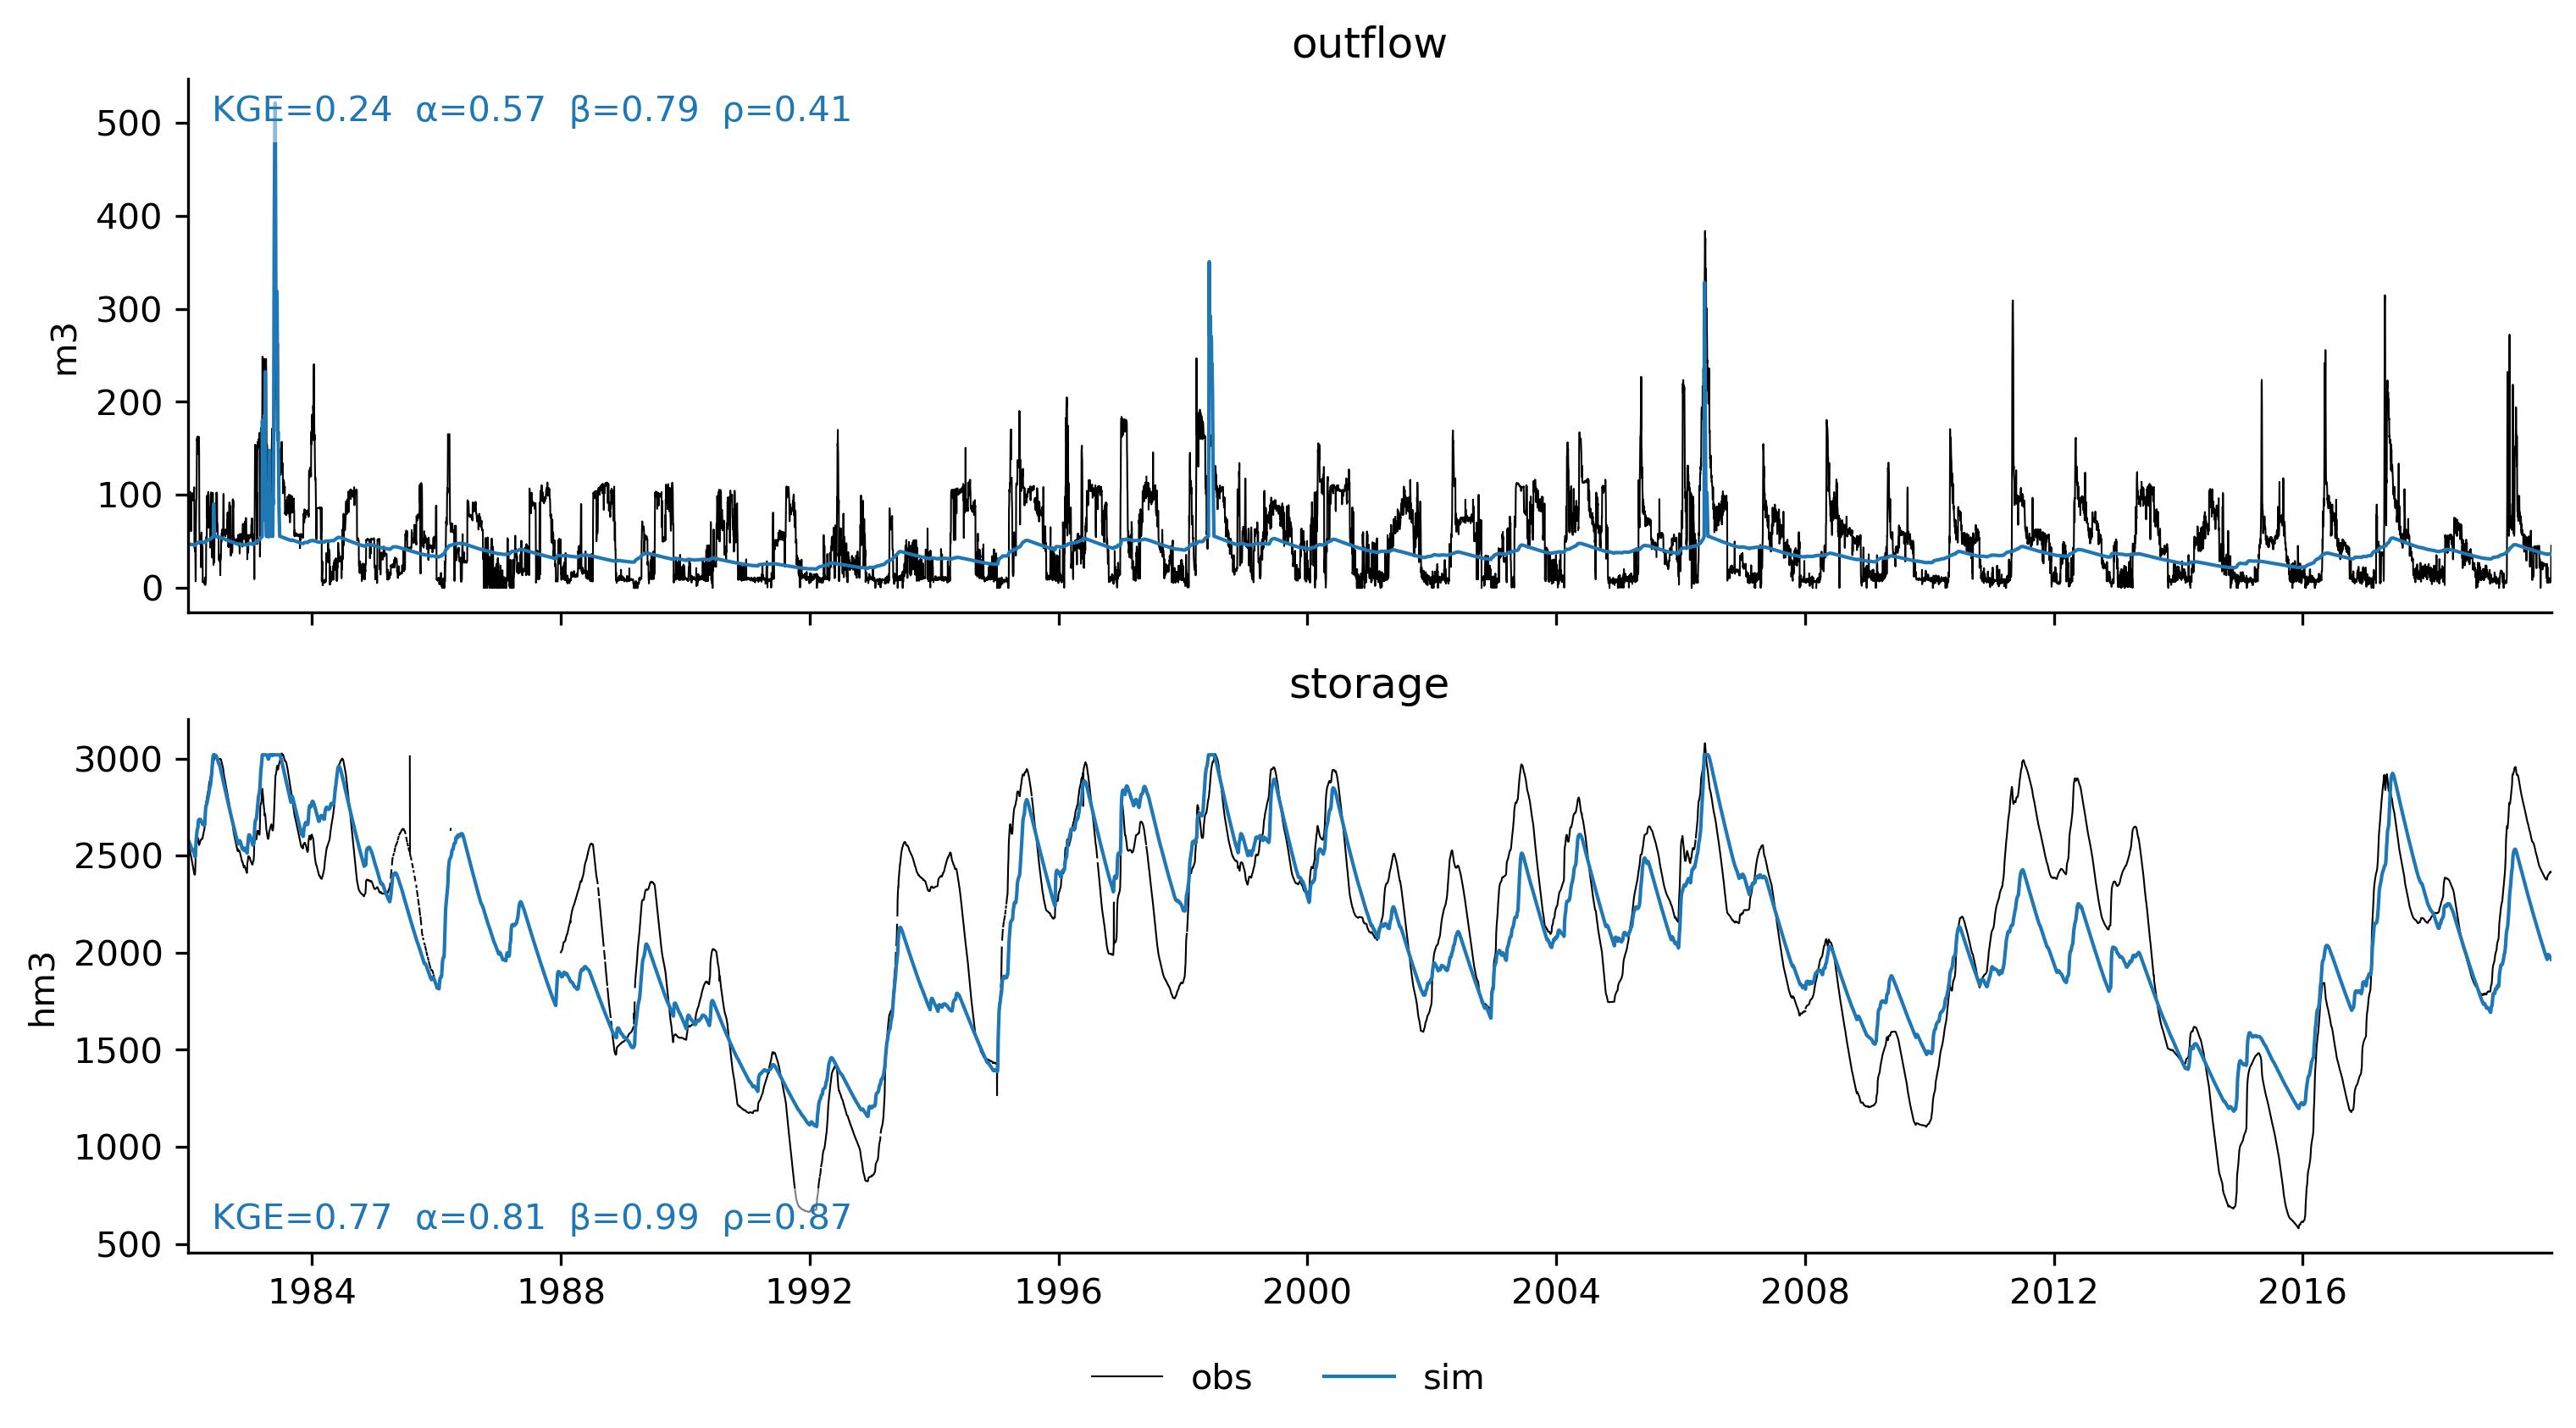 outflow
KGE=0.24 α=0.57 β=0.79 ρ=0.41
500
400
300
200
100
0
m3
storage
3000
2500
2000
1500
1000
500
hm3
KGE=0.77 α=0.81 β=0.99 ρ=0.87
1984 1988 1992 1996 2000 2004 2008 2012 2016
obs sim